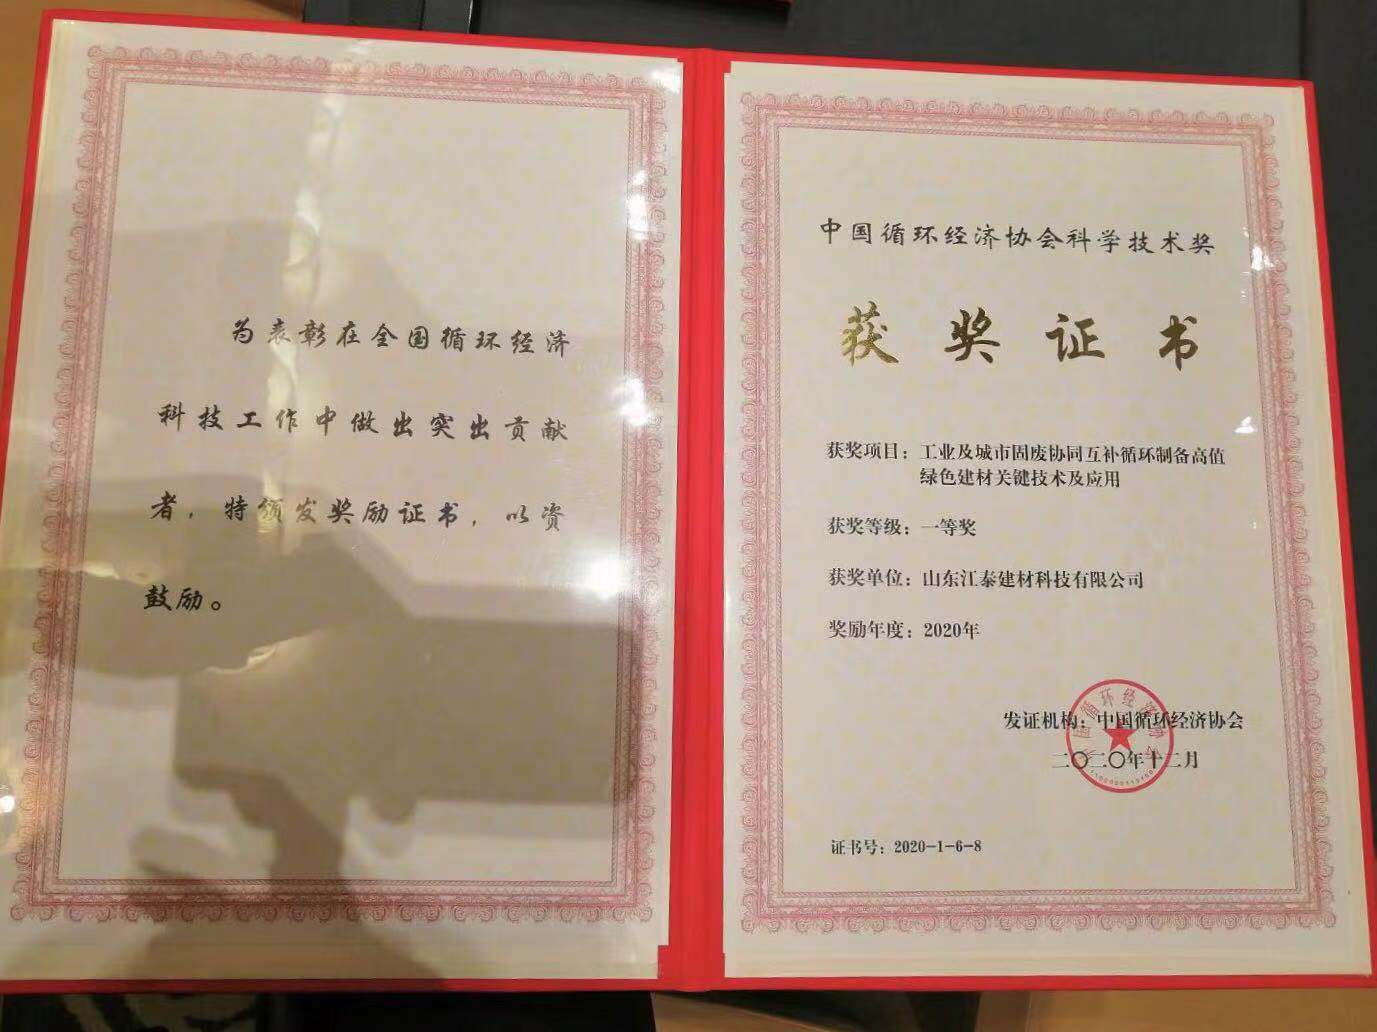 为表彰在全国循环经济
科技工作中做出突出贡献
者，特颁发奖励证书，以资
鼓励。
中国循环经济协会科学技术奖
获奖证书
获奖项目：工业及城市固废协同互补循环制备高值
绿色建材关键技术及应用
获奖等级：一等奖
获奖单位：山东江泰建材科技有限公司
奖励年度：2020年
发证机构：中国循环经济协会
二〇二〇年十二月
证书号：2020-1-6-8